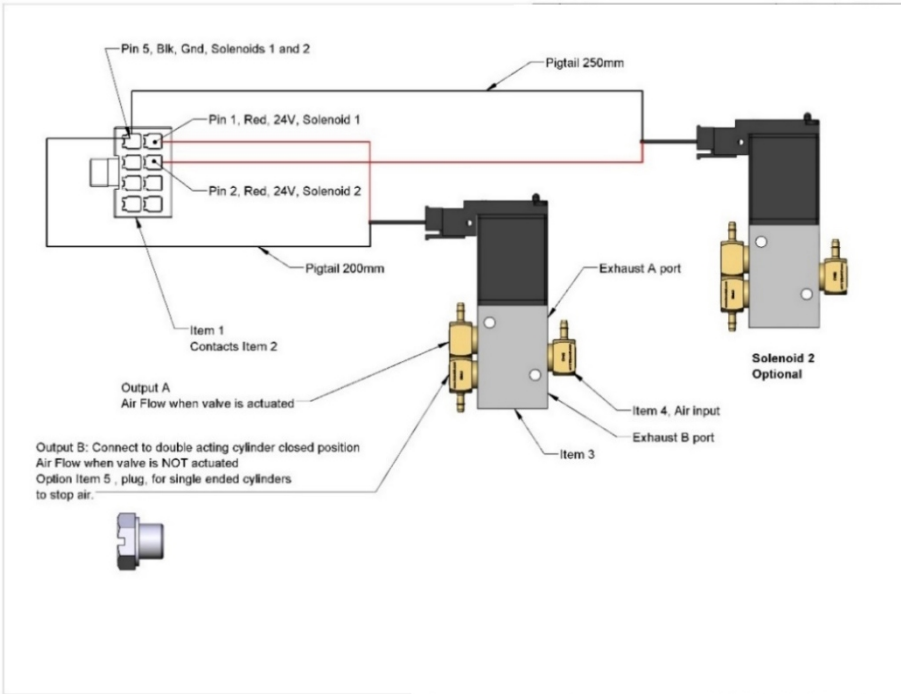 Pin 5, Blk, Gnd, Solenoids 1 and 2
Pigtail 250mm
Pin 1, Red, 24V, Solenoid 1
Pin 2, Red, 24V, Solenoid 2
Pigtail 200mm
Exhaust A port
Item 1
Contacts Item 2
Solenoid 2
Optional
Output A
Air Flow when valve is actuated
Item 4, Air input
Exhaust B port
Item 3
Output B: Connect to double acting cylinder closed position
Air Flow when valve is NOT actuated
Option Item 5 , plug, for single ended cylinders
to stop air.